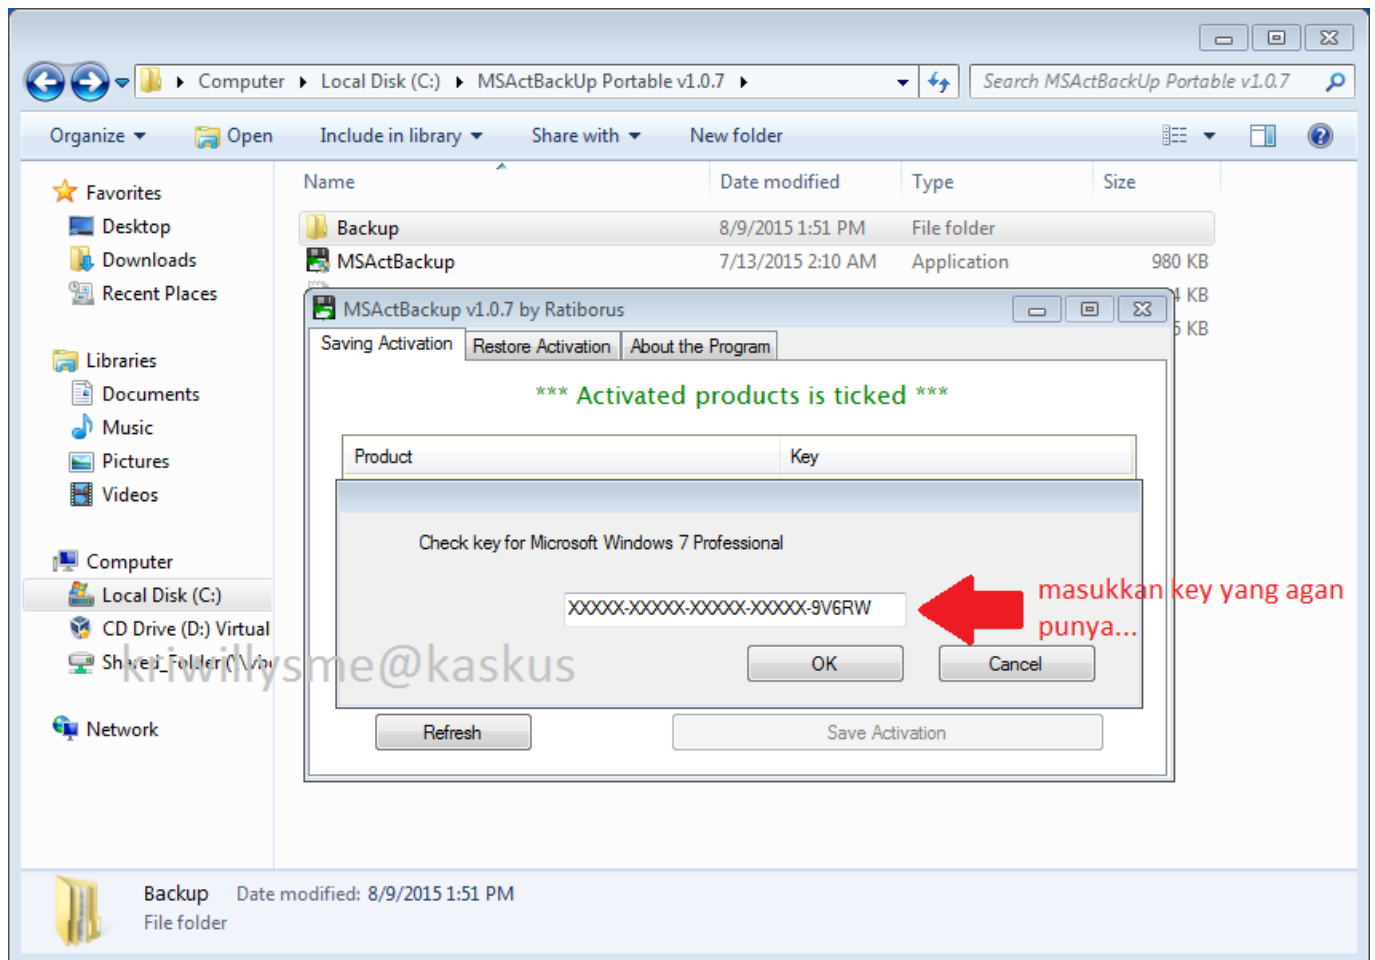 Computer Local Disk (C:) MSActBackUp Portable v1.0.7
Search MSActBackUp Portable v1.0.7
Organize Open Include in library Share with New folder
Name Date modified Type Size
Favorites
Desktop
Downloads
Recent Places
Libraries
Documents
Music
Pictures
Videos
Computer
Local Disk (C:)
CD Drive (D:) Virtual
Shared_Folder (\\
Network
Backup 8/9/2015 1:51 PM File folder
MSActBackup 7/13/2015 2:10 AM Application 980 KB
KB
KB
MSActBackup v1.0.7 by Ratiborus
Saving Activation Restore Activation About the Program
*** Activated products is ticked ***
Product Key
Check key for Microsoft Windows 7 Professional
XXXXX-XXXXX-XXXXX-XXXXX-9V6RW
masukkan key yang agan
punya...
OK Cancel
kriwillysme@kaskus
Refresh Save Activation
Backup Date modified: 8/9/2015 1:51 PM
File folder